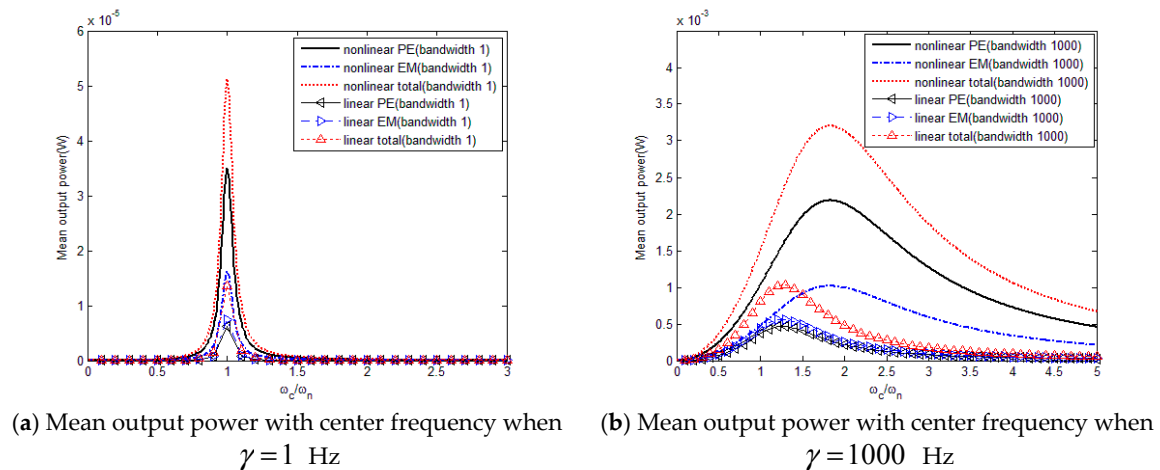 x 10⁻⁵
6
5
4
3
2
1
0
0
0.5
1
1.5
2
2.5
3
Mean output power(W)
ω_c/ω_n
nonlinear PE(bandwidth 1)
nonlinear EM(bandwidth 1)
nonlinear total(bandwidth 1)
linear PE(bandwidth 1)
linear EM(bandwidth 1)
linear total(bandwidth 1)
(a) Mean output power with center frequency when
γ = 1 Hz
x 10⁻³
4.5
4
3.5
3
2.5
2
1.5
1
0.5
0
0
0.5
1
1.5
2
2.5
3
3.5
4
4.5
5
Mean output power(W)
ω_c/ω_n
nonlinear PE(bandwidth 1000)
nonlinear EM(bandwidth 1000)
nonlinear total(bandwidth 1000)
linear PE(bandwidth 1000)
linear EM(bandwidth 1000)
linear total(bandwidth 1000)
(b) Mean output power with center frequency when
γ = 1000 Hz